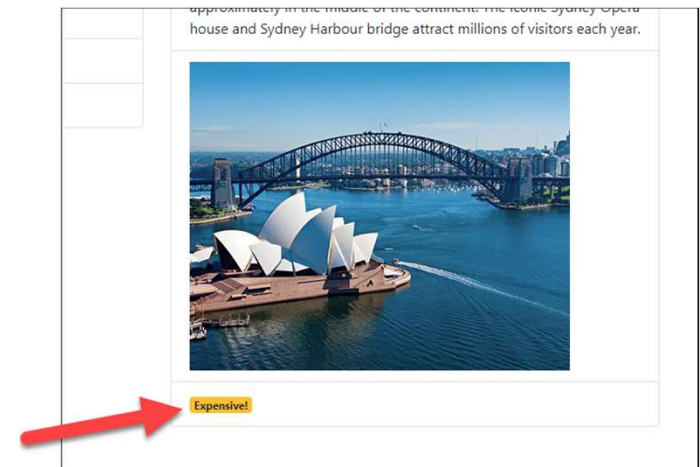 approximately in the middle of the continent. The iconic Sydney Opera
house and Sydney Harbour bridge attract millions of visitors each year.
Expensive!